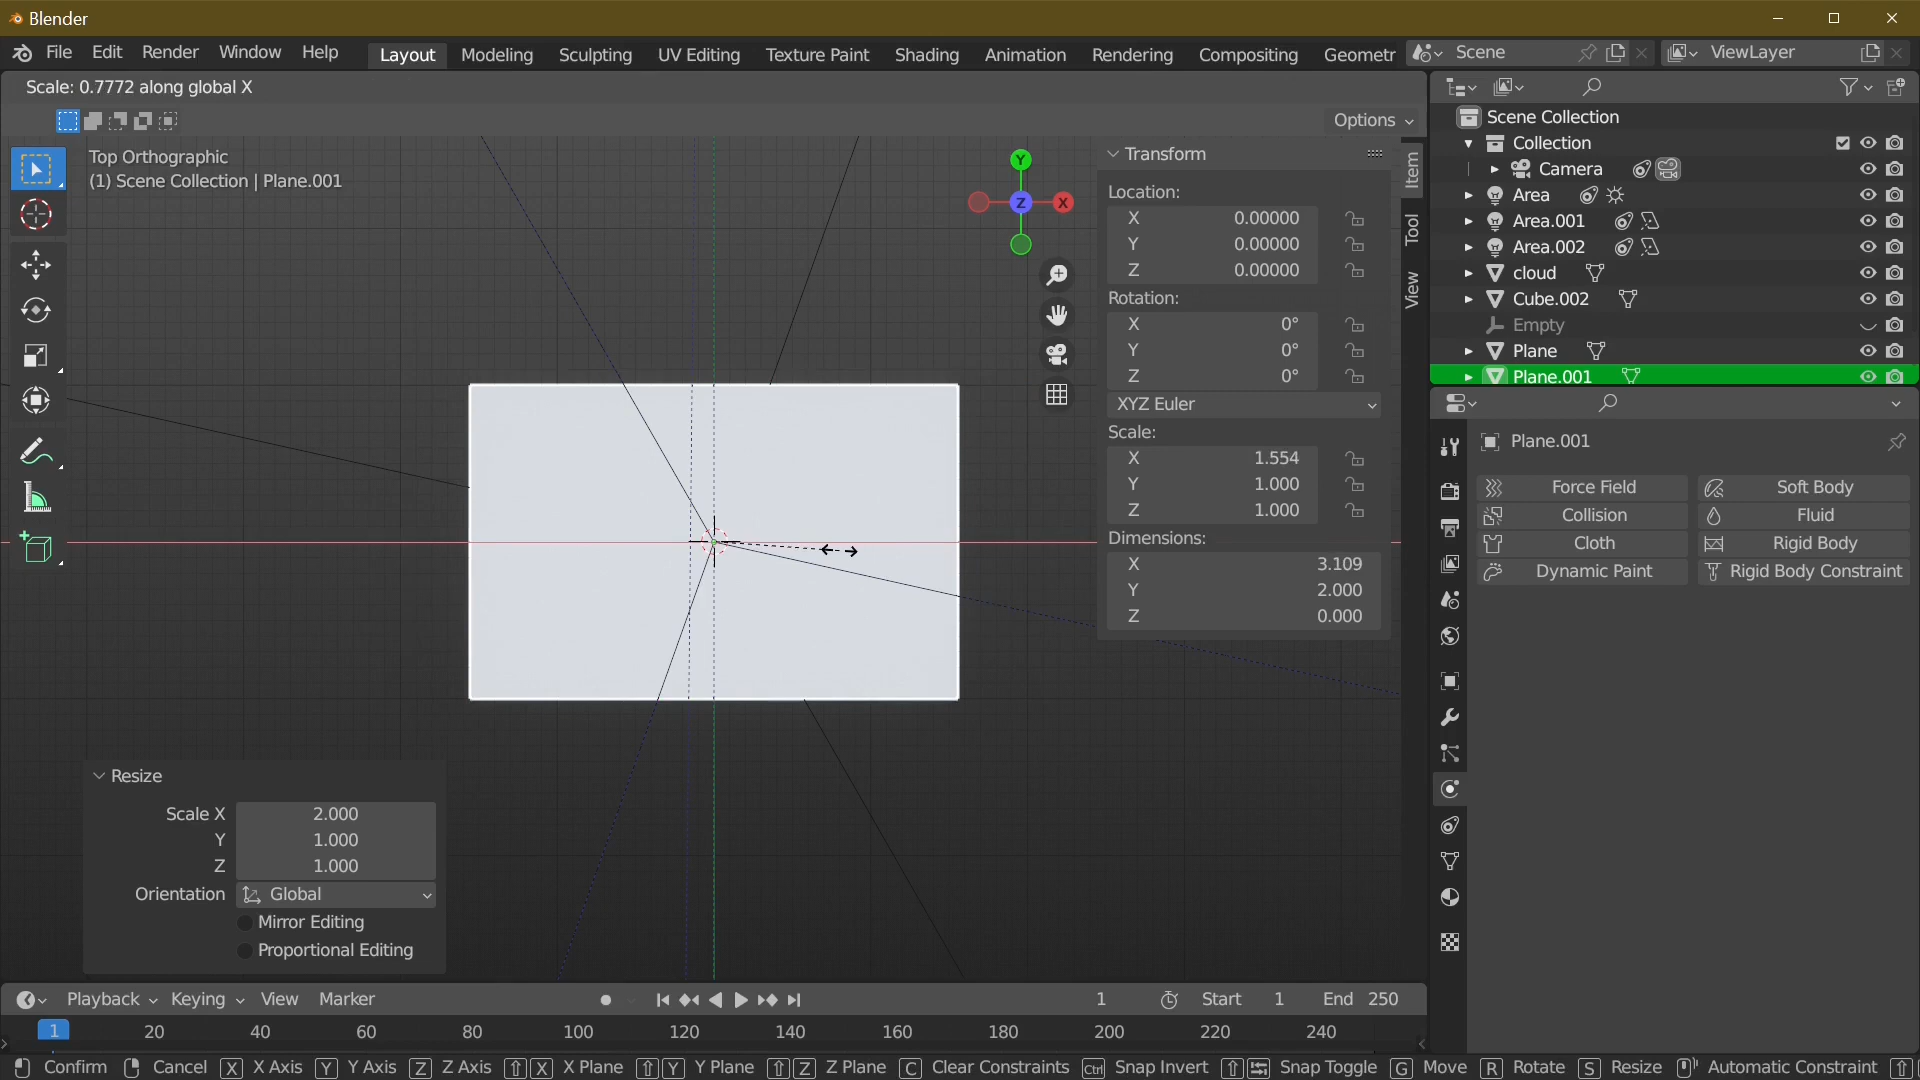 Blender
File Edit Render Window Help Layout Modeling Sculpting UV Editing Texture Paint Shading Animation Rendering Compositing Geometr Scene ViewLayer
Scale: 0.7772 along global X
Options
Top Orthographic
(1) Scene Collection | Plane.001
Y
X
Z
Transform
Location:
X 0.00000
Y 0.00000
Z 0.00000
Rotation:
X 0°
Y 0°
Z 0°
XYZ Euler
Scale:
X 1.554
Y 1.000
Z 1.000
Dimensions:
X 3.109
Y 2.000
Z 0.000
Item
Tool
View
Scene Collection
Collection
Camera
Area
Area.001
Area.002
cloud
Cube.002
Empty
Plane
Plane.001
Plane.001
Force Field Soft Body
Collision Fluid
Cloth Rigid Body
Dynamic Paint Rigid Body Constraint
Resize
Scale X 2.000
Y 1.000
Z 1.000
Orientation Global
Mirror Editing
Proportional Editing
Playback Keying View Marker 1 Start 1 End 250
1 20 40 60 80 100 120 140 160 180 200 220 240
Confirm Cancel X X Axis Y Y Axis Z Z Axis X X Plane Y Y Plane Z Z Plane C Clear Constraints Ctrl Snap Invert Snap Toggle G Move R Rotate S Resize Automatic Constraint